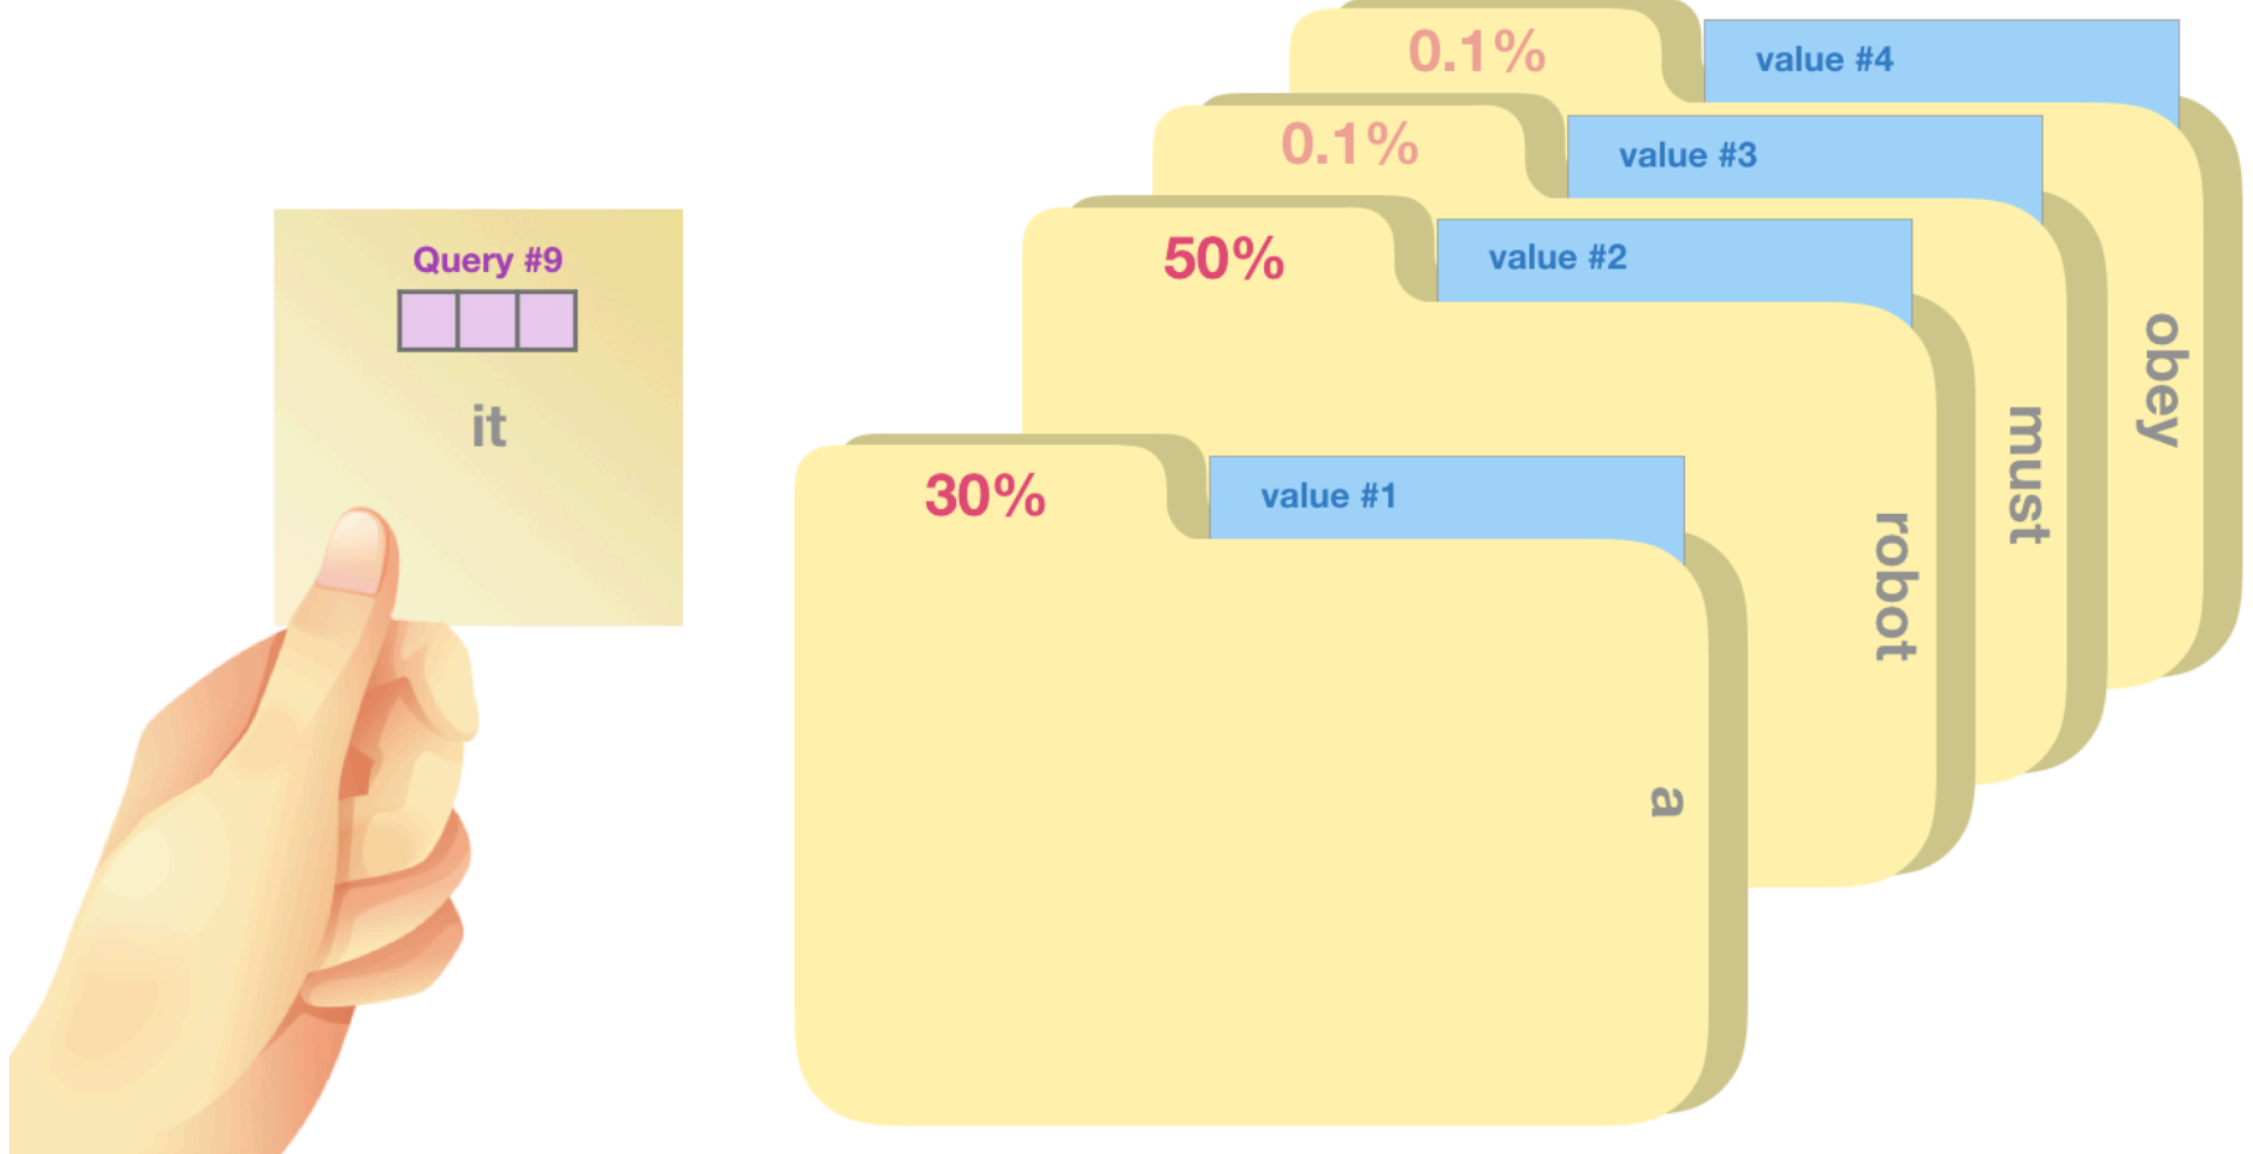 Query #9
it
0.1%
value #4
obey
0.1%
value #3
must
50%
value #2
robot
30%
value #1
a